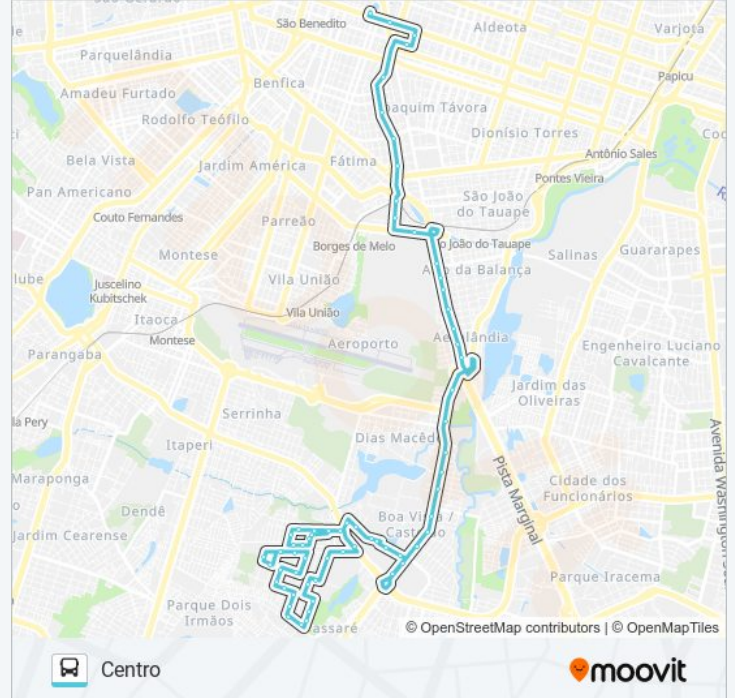 São Benedito
Aldeota
Varjota
Parquelândia
Benfica
Papicu
Amadeu Furtado
Rodolfo Teófilo
Joaquim Távora
Dionísio Torres
Antônio Sales
Bela Vista
Jardim América
Fátima
Pontes Vieira
Pan Americano
São João
do Tauape
Couto Fernandes
Parreão
Borges de Melo
São João do Tauape
Montese
Salinas
Guararapes
Alto da Balança
Juscelino
Kubitschek
Vila União
Itaoca
Vila União
Montese
Aeroporto
Aerolândia
Engenheiro Luciano
Cavalcante
Parangaba
Jardim das
Oliveiras
Serrinha
la Pery
Itaperi
Dias Macêdo
Avenida Washington
Pista Marginal
Maraponga
Cidade dos
Funcionários
Dendê
Boa Vista /
Castelão
Jardim Cearense
Parque Iracema
Parque Dois
Irmãos
Passaré
© OpenStreetMap contributors | © OpenMapTiles
Centro
moovit